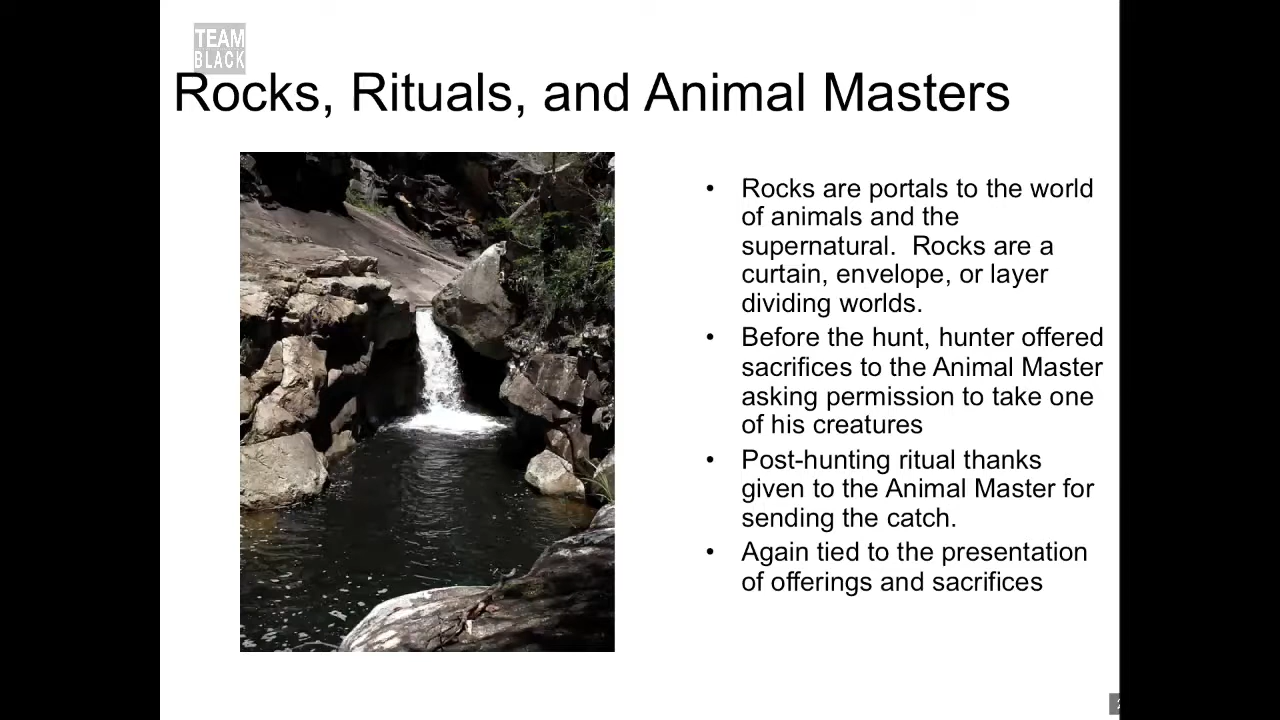 TEAM
BLACK
Rocks, Rituals, and Animal Masters
• Rocks are portals to the world
of animals and the
supernatural.  Rocks are a
curtain, envelope, or layer
dividing worlds.
• Before the hunt, hunter offered
sacrifices to the Animal Master
asking permission to take one
of his creatures
• Post-hunting ritual thanks
given to the Animal Master for
sending the catch.
• Again tied to the presentation
of offerings and sacrifices